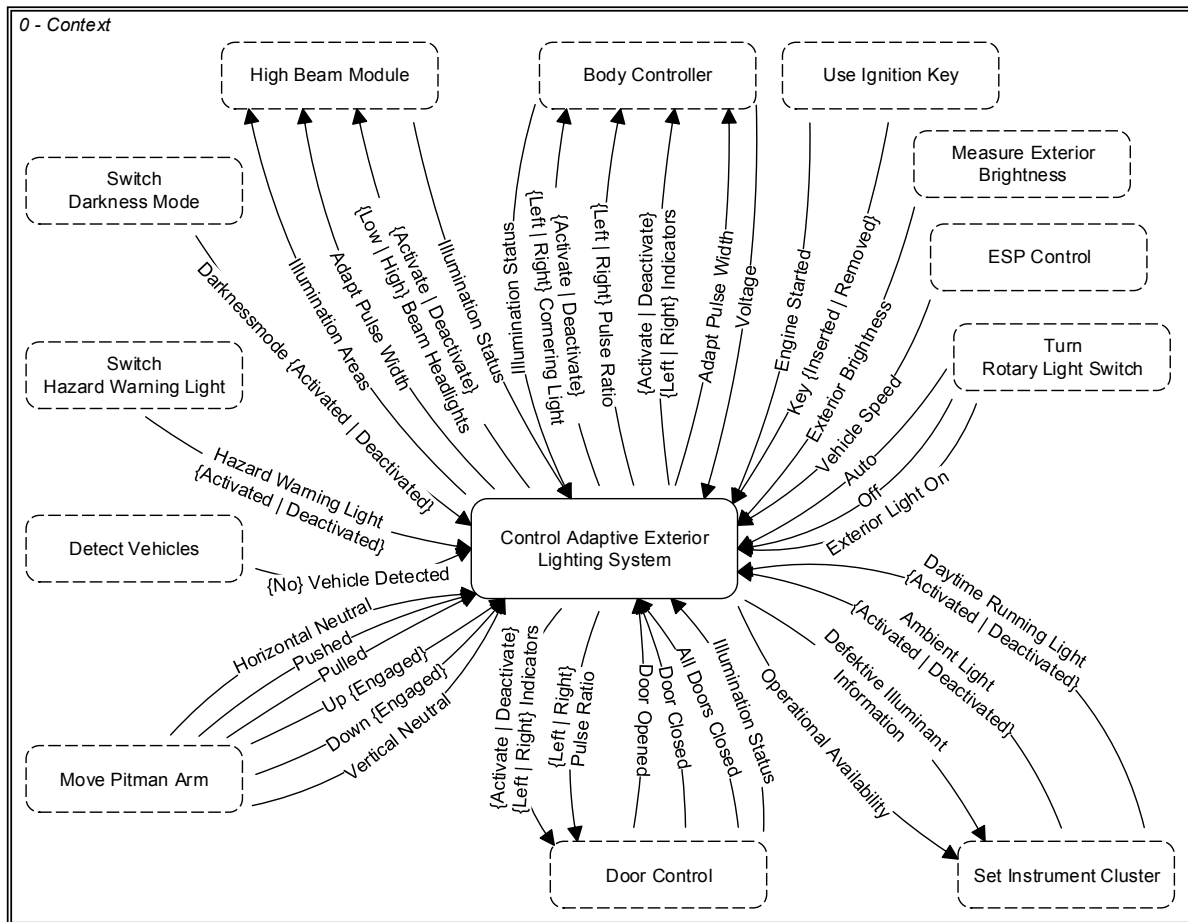 0 - Context
High Beam Module
Body Controller
Use Ignition Key
Measure Exterior
Brightness
Switch
Darkness Mode
ESP Control
Turn
Rotary Light Switch
Switch
Hazard Warning Light
Detect Vehicles
Move Pitman Arm
Control Adaptive Exterior
Lighting System
Door Control
Set Instrument Cluster
Darknessmode {Activated | Deactivated}
Illumination Areas
Adapt Pulse Width
{Activate | Deactivate}
{Low | High} Beam Headlights
Illumination Status
Illumination Status
{Activate | Deactivate}
{Left | Right} Cornering Light
{Left | Right} Pulse Ratio
{Activate | Deactivate}
{Left | Right} Indicators
Adapt Pulse Width
Voltage
Engine Started
Key {Inserted | Removed}
Exterior Brightness
Vehicle Speed
Auto
Off
Exterior Light On
Hazard Warning Light
{Activated | Deactivated}
{No} Vehicle Detected
Horizontal Neutral
Pushed
Pulled
Up {Engaged}
Down {Engaged}
Vertical Neutral
{Activate | Deactivate}
{Left | Right} Indicators
{Left | Right}
Pulse Ratio
Door Opened
Door Closed
All Doors Closed
Illumination Status
Operational Availability
Defektive Illuminant
Information
Ambient Light
{Activated | Deactivated}
Daytime Running Light
{Activated | Deactivated}